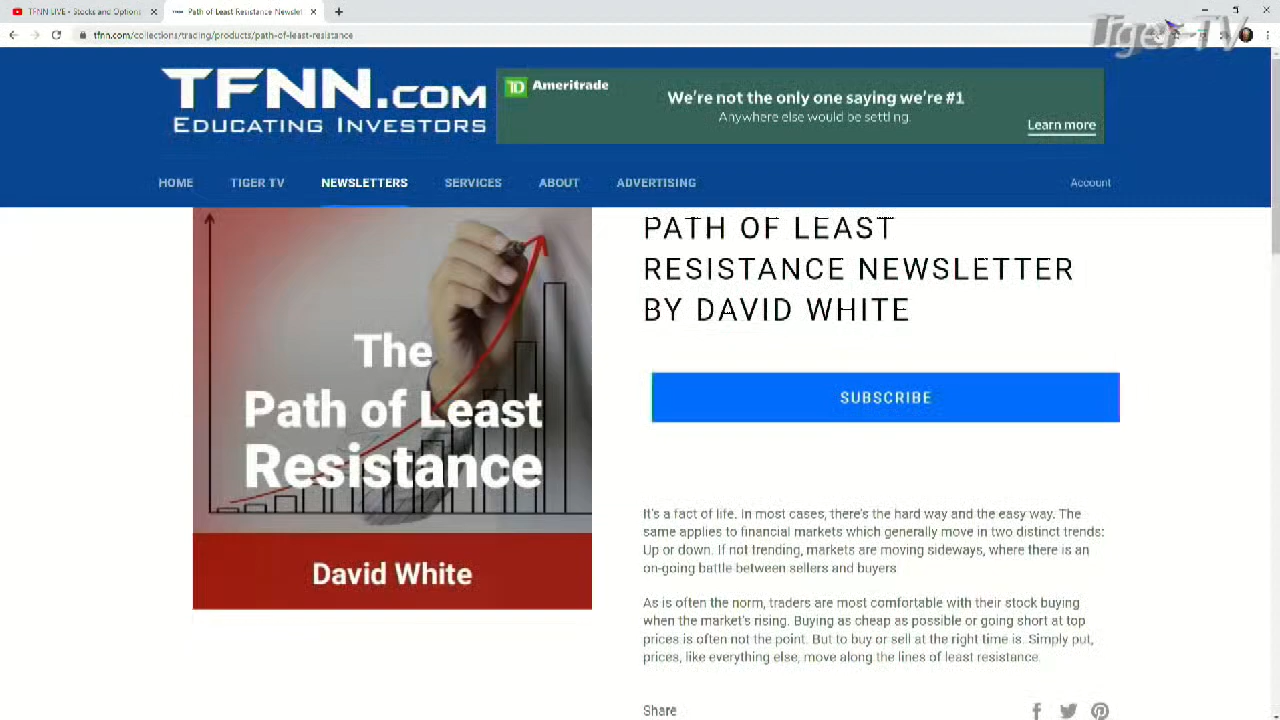 TFNN LIVE - Stocks and Options
Path of Least Resistance Newslet
tfnn.com/collections/trading/products/path-of-least-resistance
Tiger TV
TFNN.COM
EDUCATING INVESTORS
TD Ameritrade
We're not the only one saying we're #1
Anywhere else would be settling.
Learn more
HOME TIGER TV NEWSLETTERS SERVICES ABOUT ADVERTISING Account
The
Path of Least
Resistance
David White
PATH OF LEAST
RESISTANCE NEWSLETTER
BY DAVID WHITE
SUBSCRIBE
It's a fact of life. In most cases, there's the hard way and the easy way. The
same applies to financial markets which generally move in two distinct trends:
Up or down. If not trending, markets are moving sideways, where there is an
on-going battle between sellers and buyers
As is often the norm, traders are most comfortable with their stock buying
when the market's rising. Buying as cheap as possible or going short at top
prices is often not the point. But to buy or sell at the right time is. Simply put,
prices, like everything else, move along the lines of least resistance.
Share